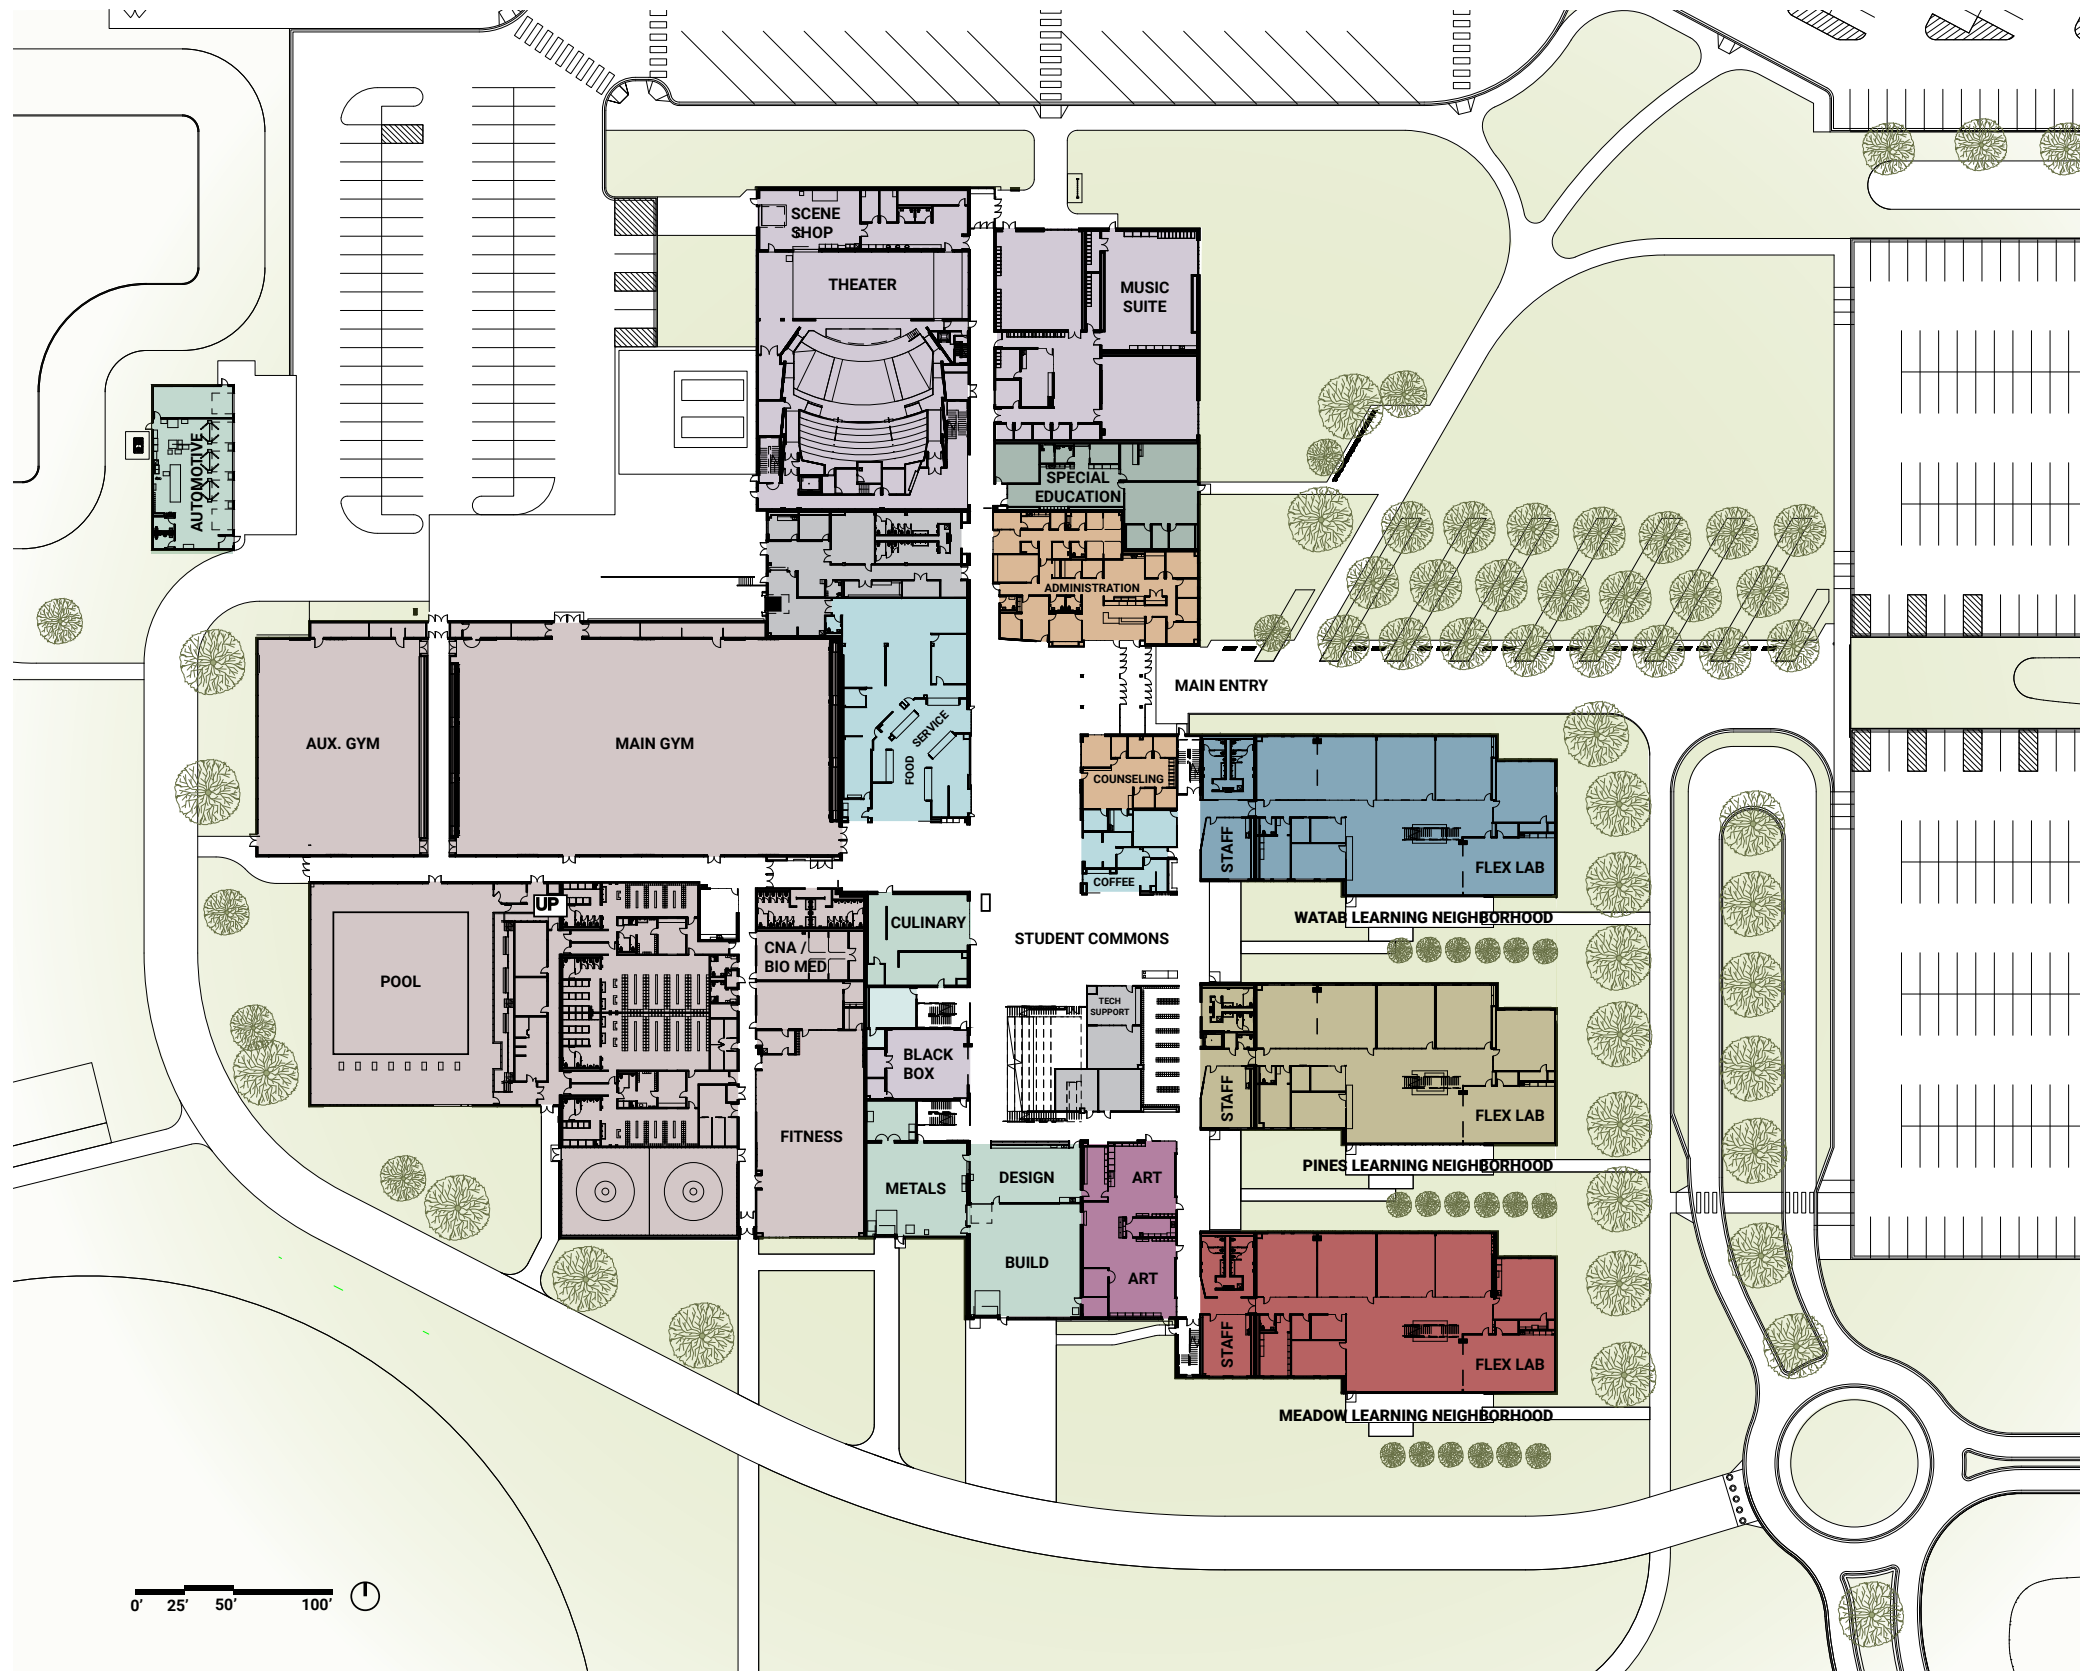 SCENE
SHOP
THEATER
MUSIC
SUITE
AUTOMOTIVE
SPECIAL
EDUCATION
ADMINISTRATION
MAIN ENTRY
AUX. GYM
MAIN GYM
FOOD
SERVICE
COUNSELING
STAFF
FLEX LAB
COFFEE
UP
CULINARY
WATAB LEARNING NEIGHBORHOOD
STUDENT COMMONS
CNA /
BIO MED
POOL
TECH
SUPPORT
BLACK
BOX
STAFF
FLEX LAB
FITNESS
PINES LEARNING NEIGHBORHOOD
METALS
DESIGN
ART
BUILD
ART
STAFF
FLEX LAB
MEADOW LEARNING NEIGHBORHOOD
0' 25' 50' 100'